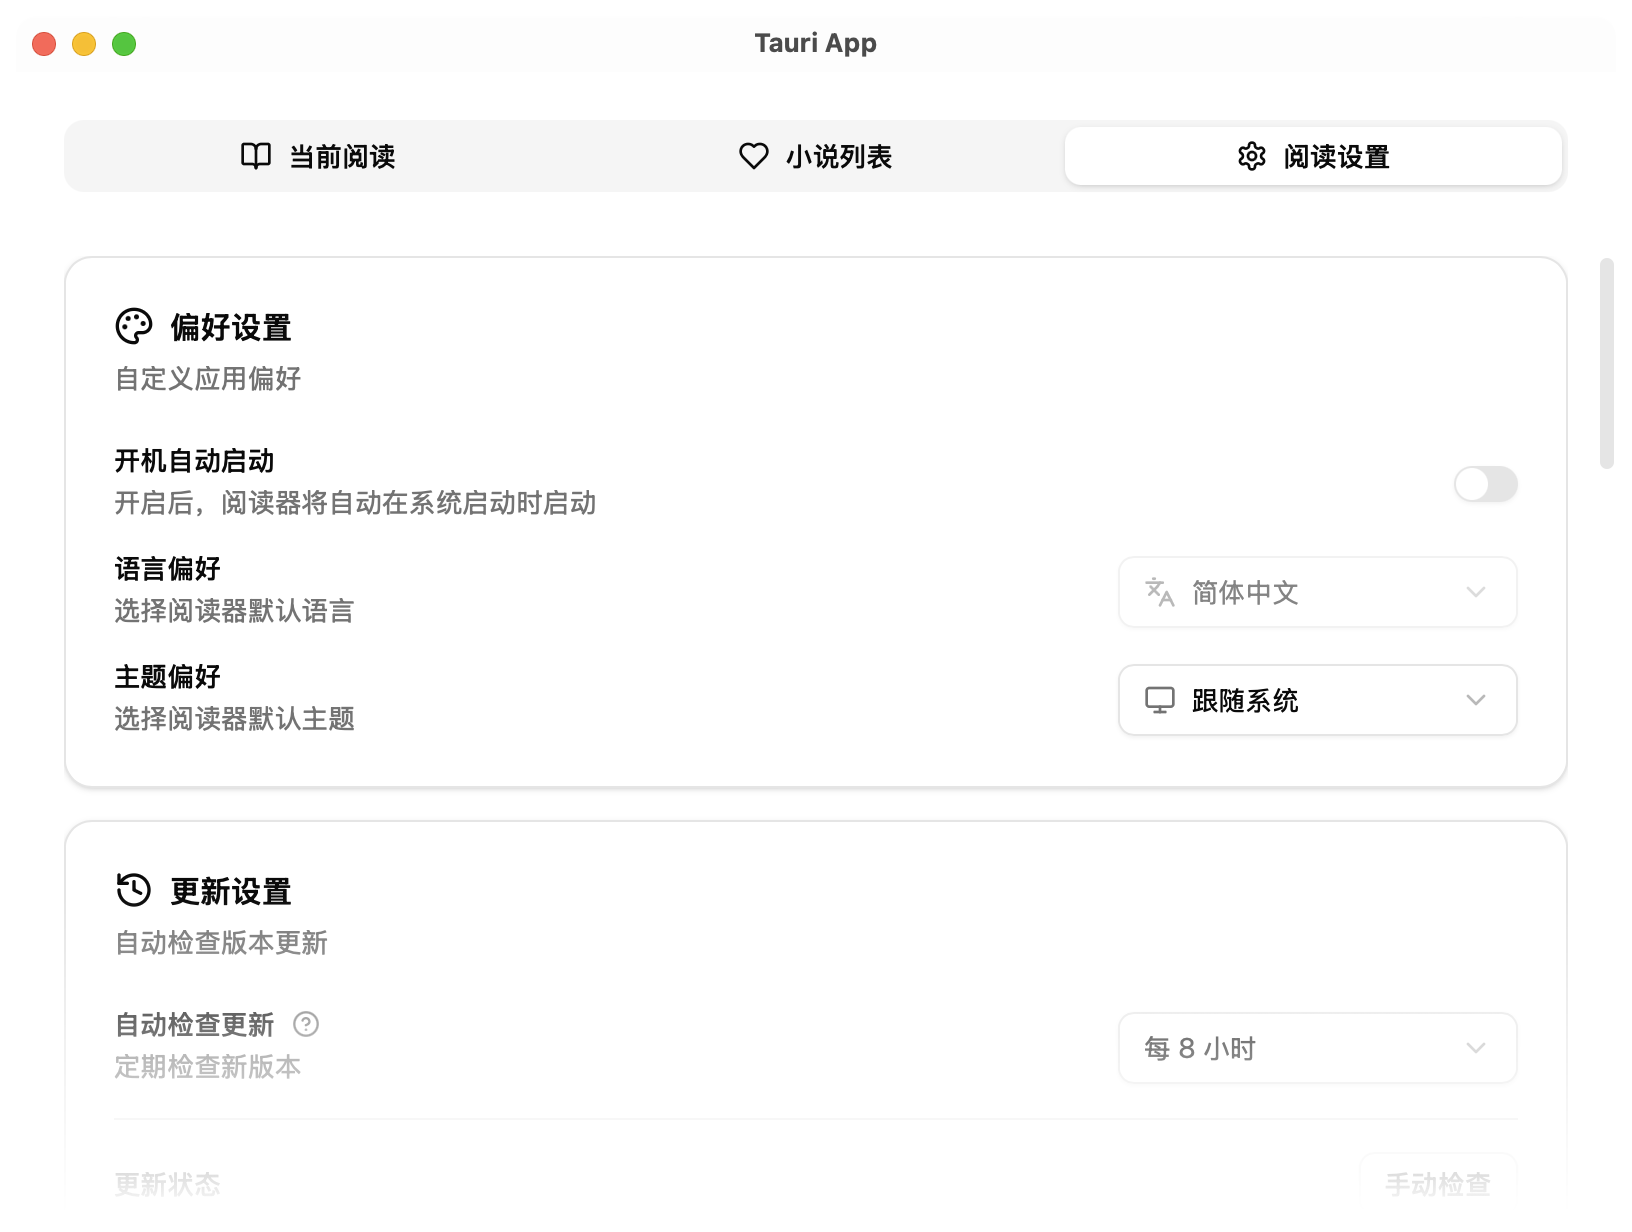 Tauri App
当前阅读
小说列表
阅读设置
偏好设置
自定义应用偏好
开机自动启动
开启后，阅读器将自动在系统启动时启动
语言偏好
选择阅读器默认语言
简体中文
主题偏好
选择阅读器默认主题
跟随系统
更新设置
自动检查版本更新
自动检查更新
定期检查新版本
每 8 小时
更新状态
手动检查